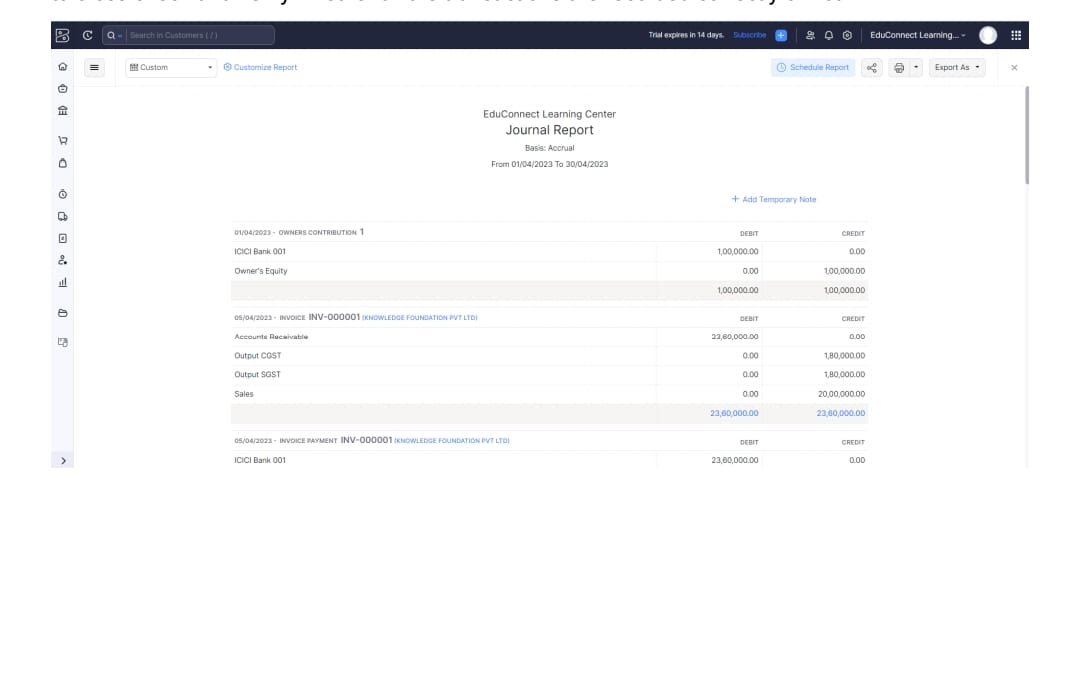 Search in Customers ( / )
Trial expires in 14 days. Subscribe
EduConnect Learning...
Custom
Customize Report
Schedule Report
Export As
EduConnect Learning Center
Journal Report
Basis: Accrual
From 01/04/2023 To 30/04/2023
+ Add Temporary Note
01/04/2023 - OWNERS CONTRIBUTION 1 DEBIT CREDIT
ICICI Bank 001 1,00,000.00 0.00
Owner's Equity 0.00 1,00,000.00
1,00,000.00 1,00,000.00
05/04/2023 - INVOICE INV-000001 (KNOWLEDGE FOUNDATION PVT LTD) DEBIT CREDIT
Accounts Receivable 23,60,000.00 0.00
Output CGST 0.00 1,80,000.00
Output SGST 0.00 1,80,000.00
Sales 0.00 20,00,000.00
23,60,000.00 23,60,000.00
05/04/2023 - INVOICE PAYMENT INV-000001 (KNOWLEDGE FOUNDATION PVT LTD) DEBIT CREDIT
ICICI Bank 001 23,60,000.00 0.00